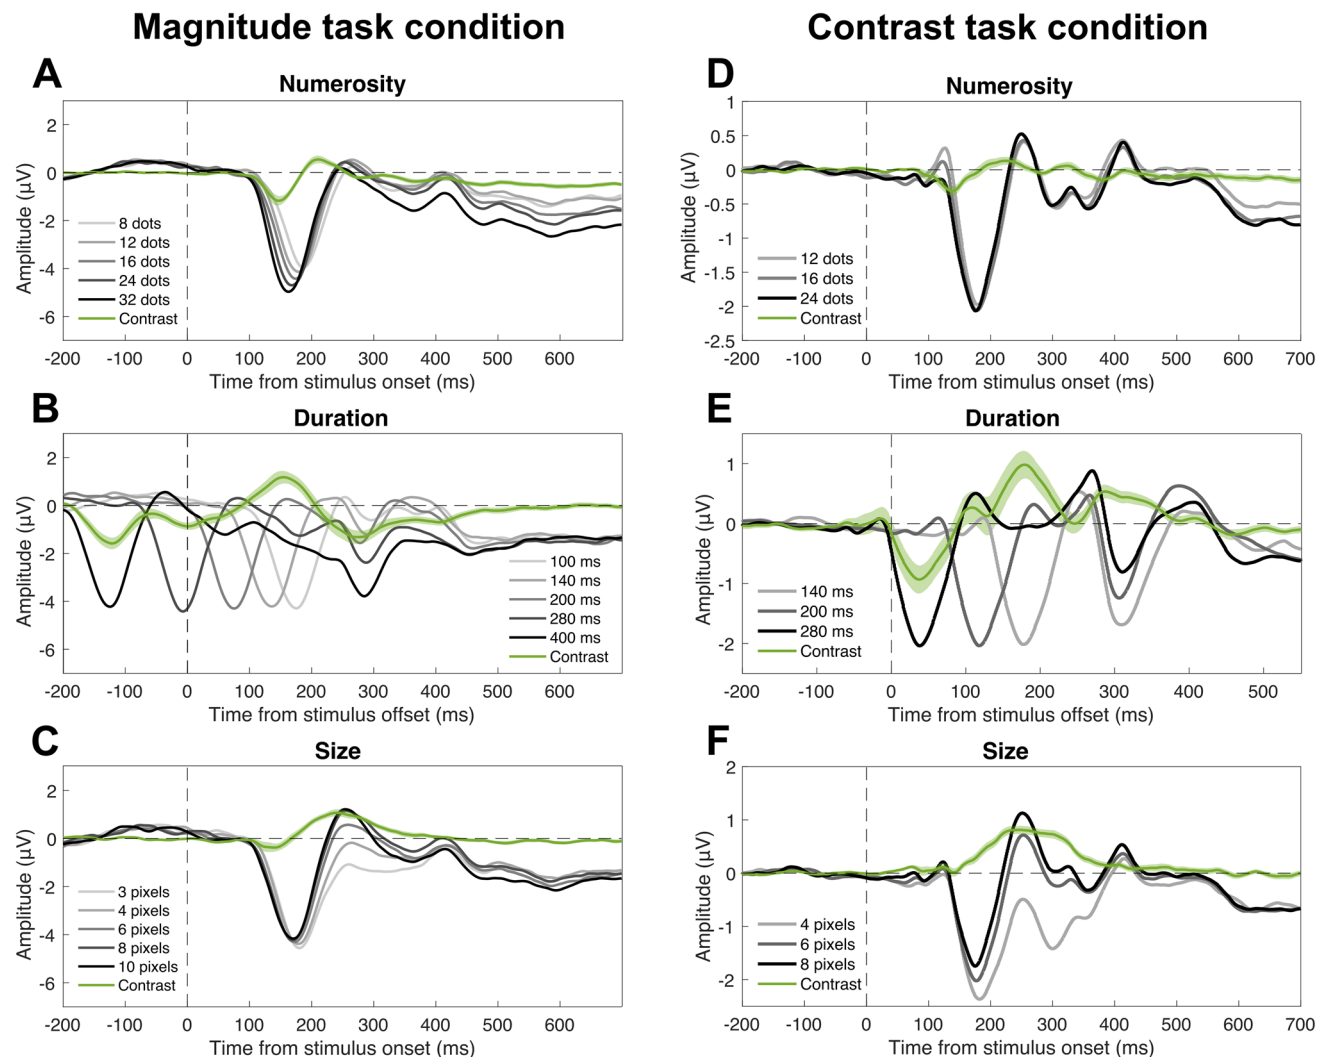 Magnitude task condition
Contrast task condition
A
Numerosity
2
0
-2
-4
-6
Amplitude (µV)
8 dots
12 dots
16 dots
24 dots
32 dots
Contrast
-200 -100 0 100 200 300 400 500 600
Time from stimulus onset (ms)
D
Numerosity
1
0.5
0
-0.5
-1
-1.5
-2
-2.5
Amplitude (µV)
12 dots
16 dots
24 dots
Contrast
-200 -100 0 100 200 300 400 500 600 700
Time from stimulus onset (ms)
B
Duration
2
0
-2
-4
-6
Amplitude (µV)
100 ms
140 ms
200 ms
280 ms
400 ms
Contrast
-200 -100 0 100 200 300 400 500 600
Time from stimulus offset (ms)
E
Duration
1
0
-1
-2
Amplitude (µV)
140 ms
200 ms
280 ms
Contrast
-200 -100 0 100 200 300 400 500
Time from stimulus offset (ms)
C
Size
2
0
-2
-4
-6
Amplitude (µV)
3 pixels
4 pixels
6 pixels
8 pixels
10 pixels
Contrast
-200 -100 0 100 200 300 400 500 600
Time from stimulus onset (ms)
F
Size
2
1
0
-1
-2
Amplitude (µV)
4 pixels
6 pixels
8 pixels
Contrast
-200 -100 0 100 200 300 400 500 600 700
Time from stimulus onset (ms)